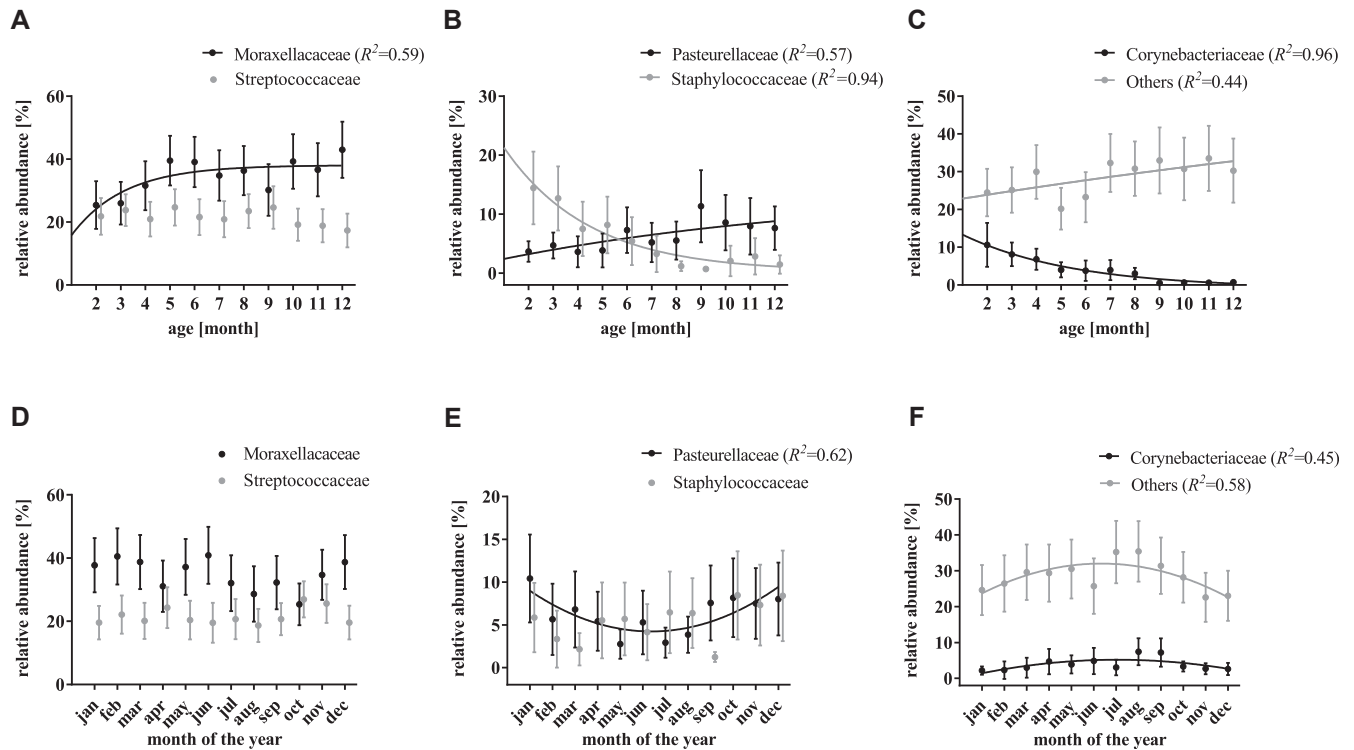 A
Moraxellacaceae (R²=0.59)
Streptococcaceae
relative abundance [%]
60
40
20
0
2 3 4 5 6 7 8 9 10 11 12
age [month]
B
Pasteurellaceae (R²=0.57)
Staphylococcaceae (R²=0.94)
relative abundance [%]
30
20
10
0
2 3 4 5 6 7 8 9 10 11 12
age [month]
C
Corynebacteriaceae (R²=0.96)
Others (R²=0.44)
relative abundance [%]
50
40
30
20
10
0
2 3 4 5 6 7 8 9 10 11 12
age [month]
D
Moraxellacaceae
Streptococcaceae
relative abundance [%]
60
40
20
0
jan feb mar apr may jun jul aug sep oct nov dec
month of the year
E
Pasteurellaceae (R²=0.62)
Staphylococcaceae
relative abundance [%]
20
15
10
5
0
jan feb mar apr may jun jul aug sep oct nov dec
month of the year
F
Corynebacteriaceae (R²=0.45)
Others (R²=0.58)
relative abundance [%]
50
40
30
20
10
0
jan feb mar apr may jun jul aug sep oct nov dec
month of the year